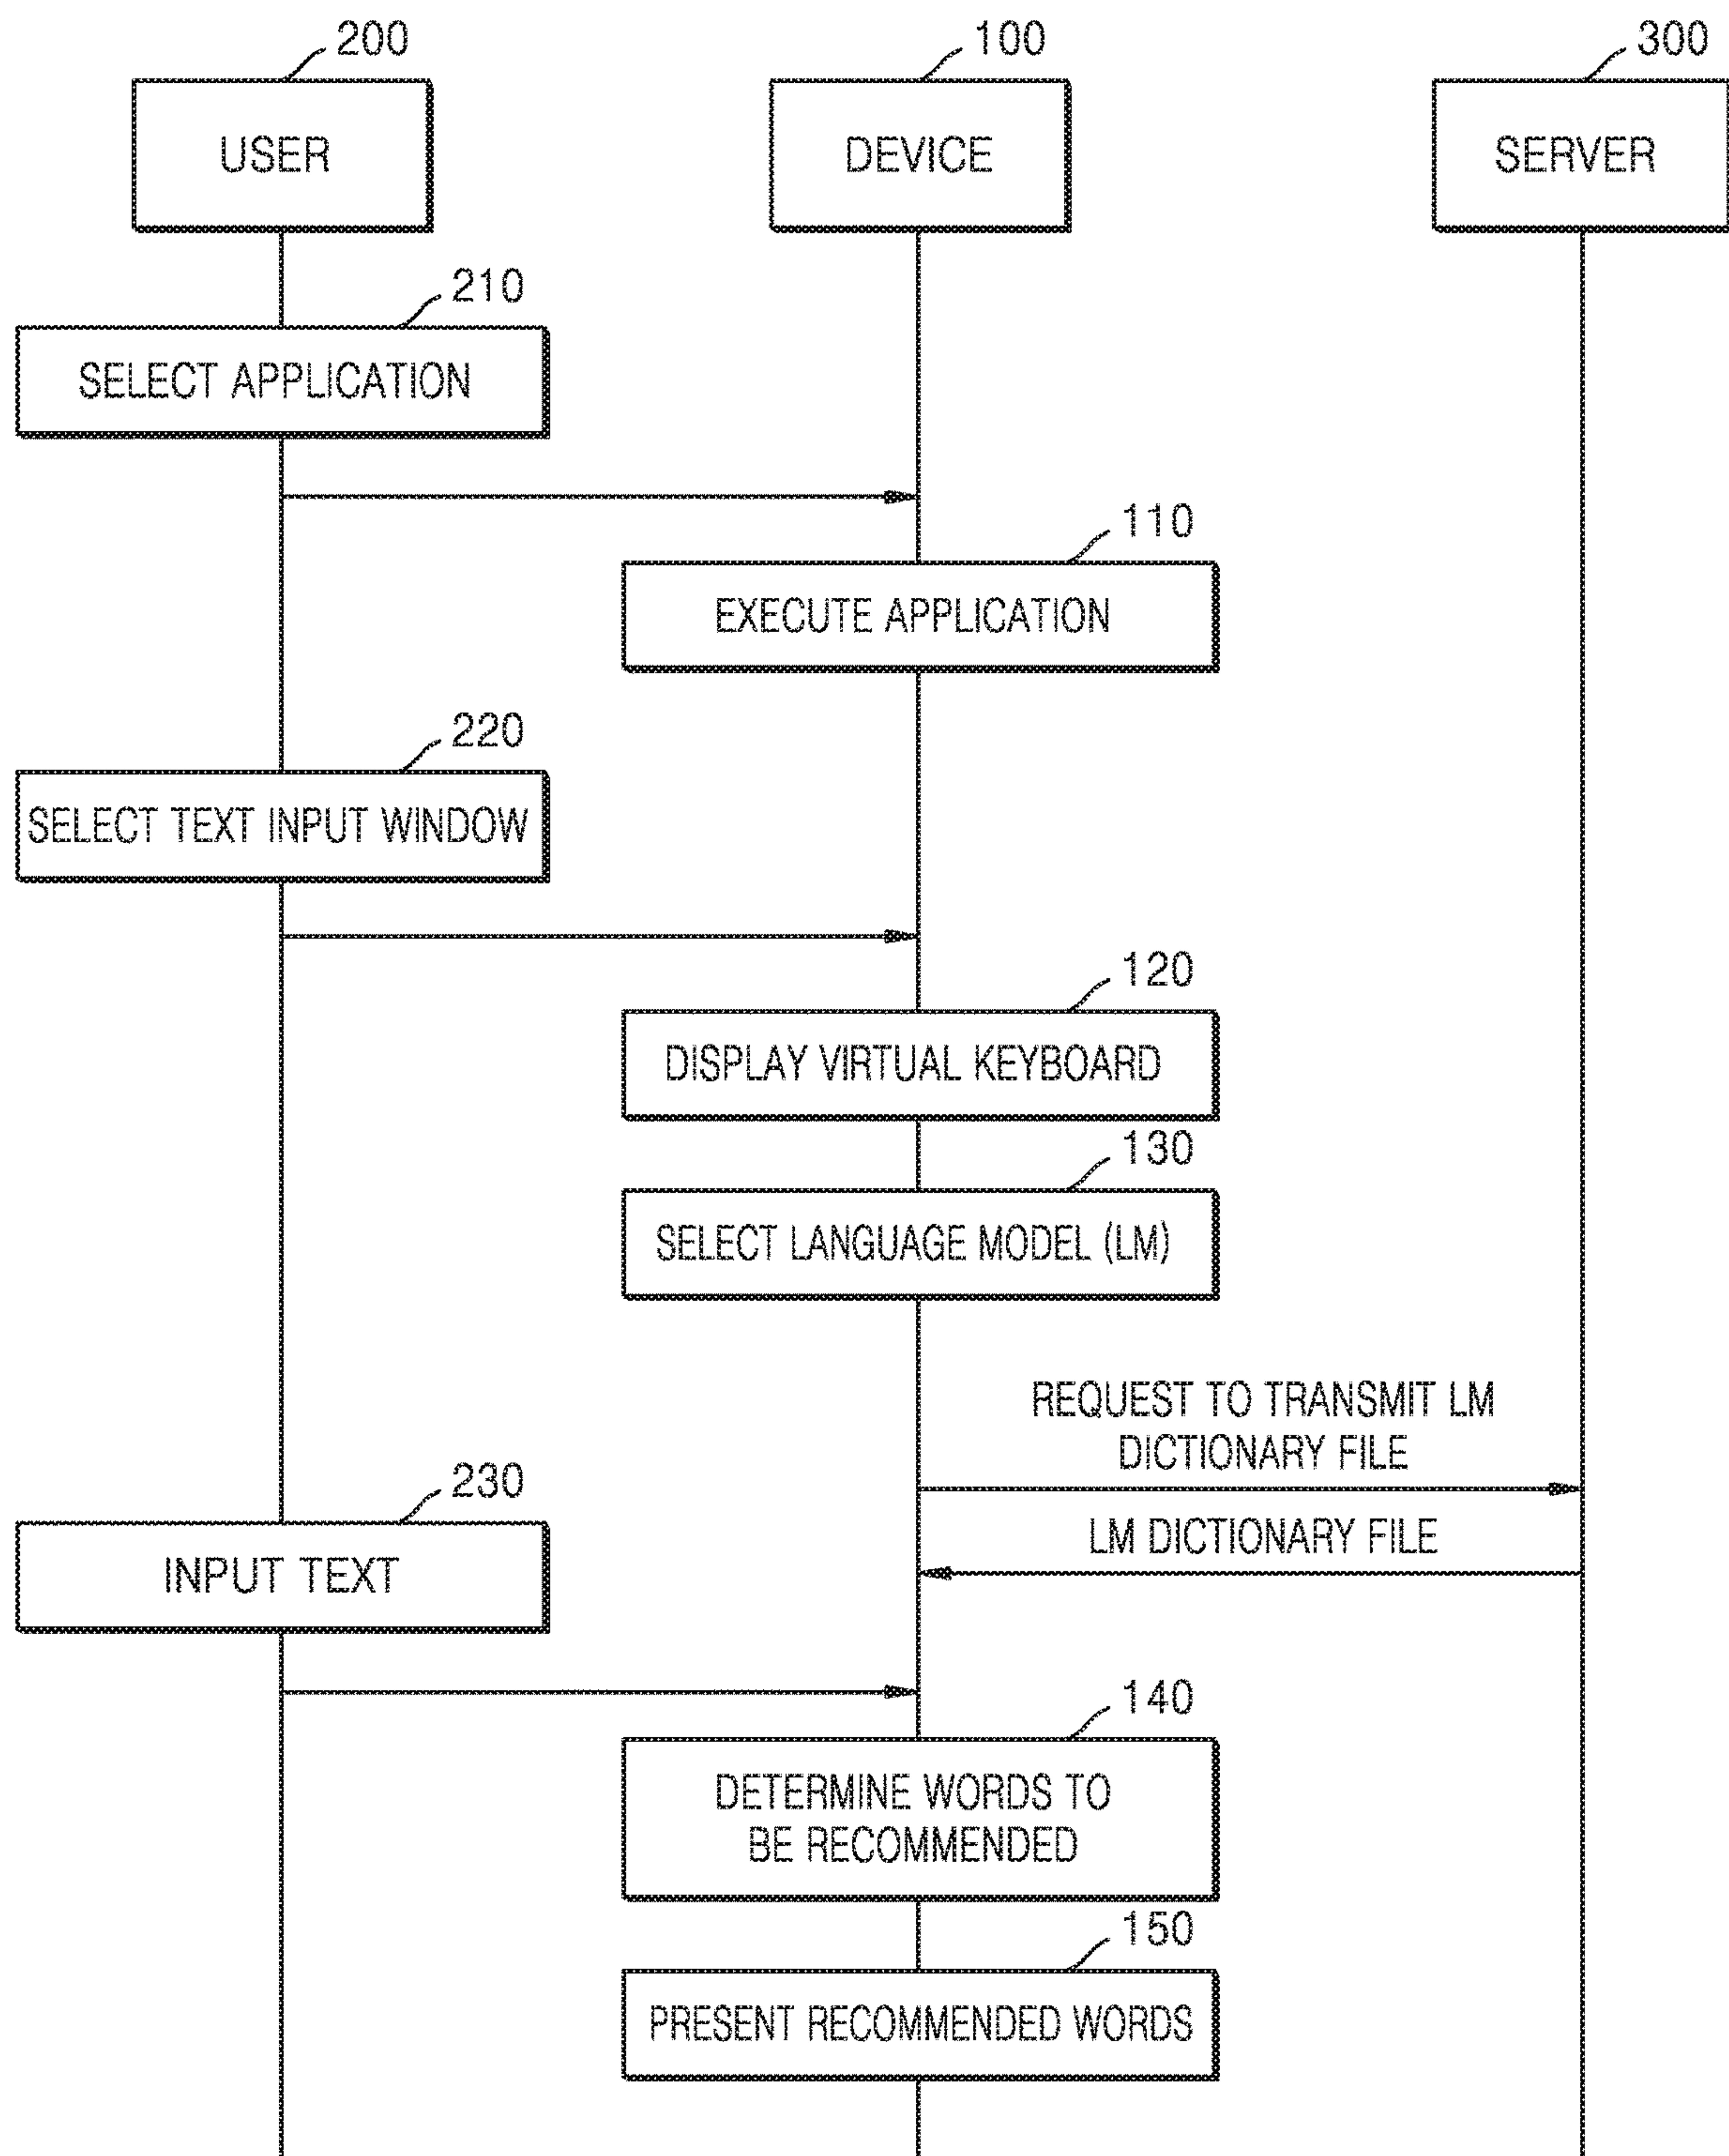 200
100
300
USER
DEVICE
SERVER
210
SELECT APPLICATION
110
EXECUTE APPLICATION
220
SELECT TEXT INPUT WINDOW
120
DISPLAY VIRTUAL KEYBOARD
130
SELECT LANGUAGE MODEL (LM)
REQUEST TO TRANSMIT LM
DICTIONARY FILE
230
LM DICTIONARY FILE
INPUT TEXT
140
DETERMINE WORDS TO
BE RECOMMENDED
150
PRESENT RECOMMENDED WORDS